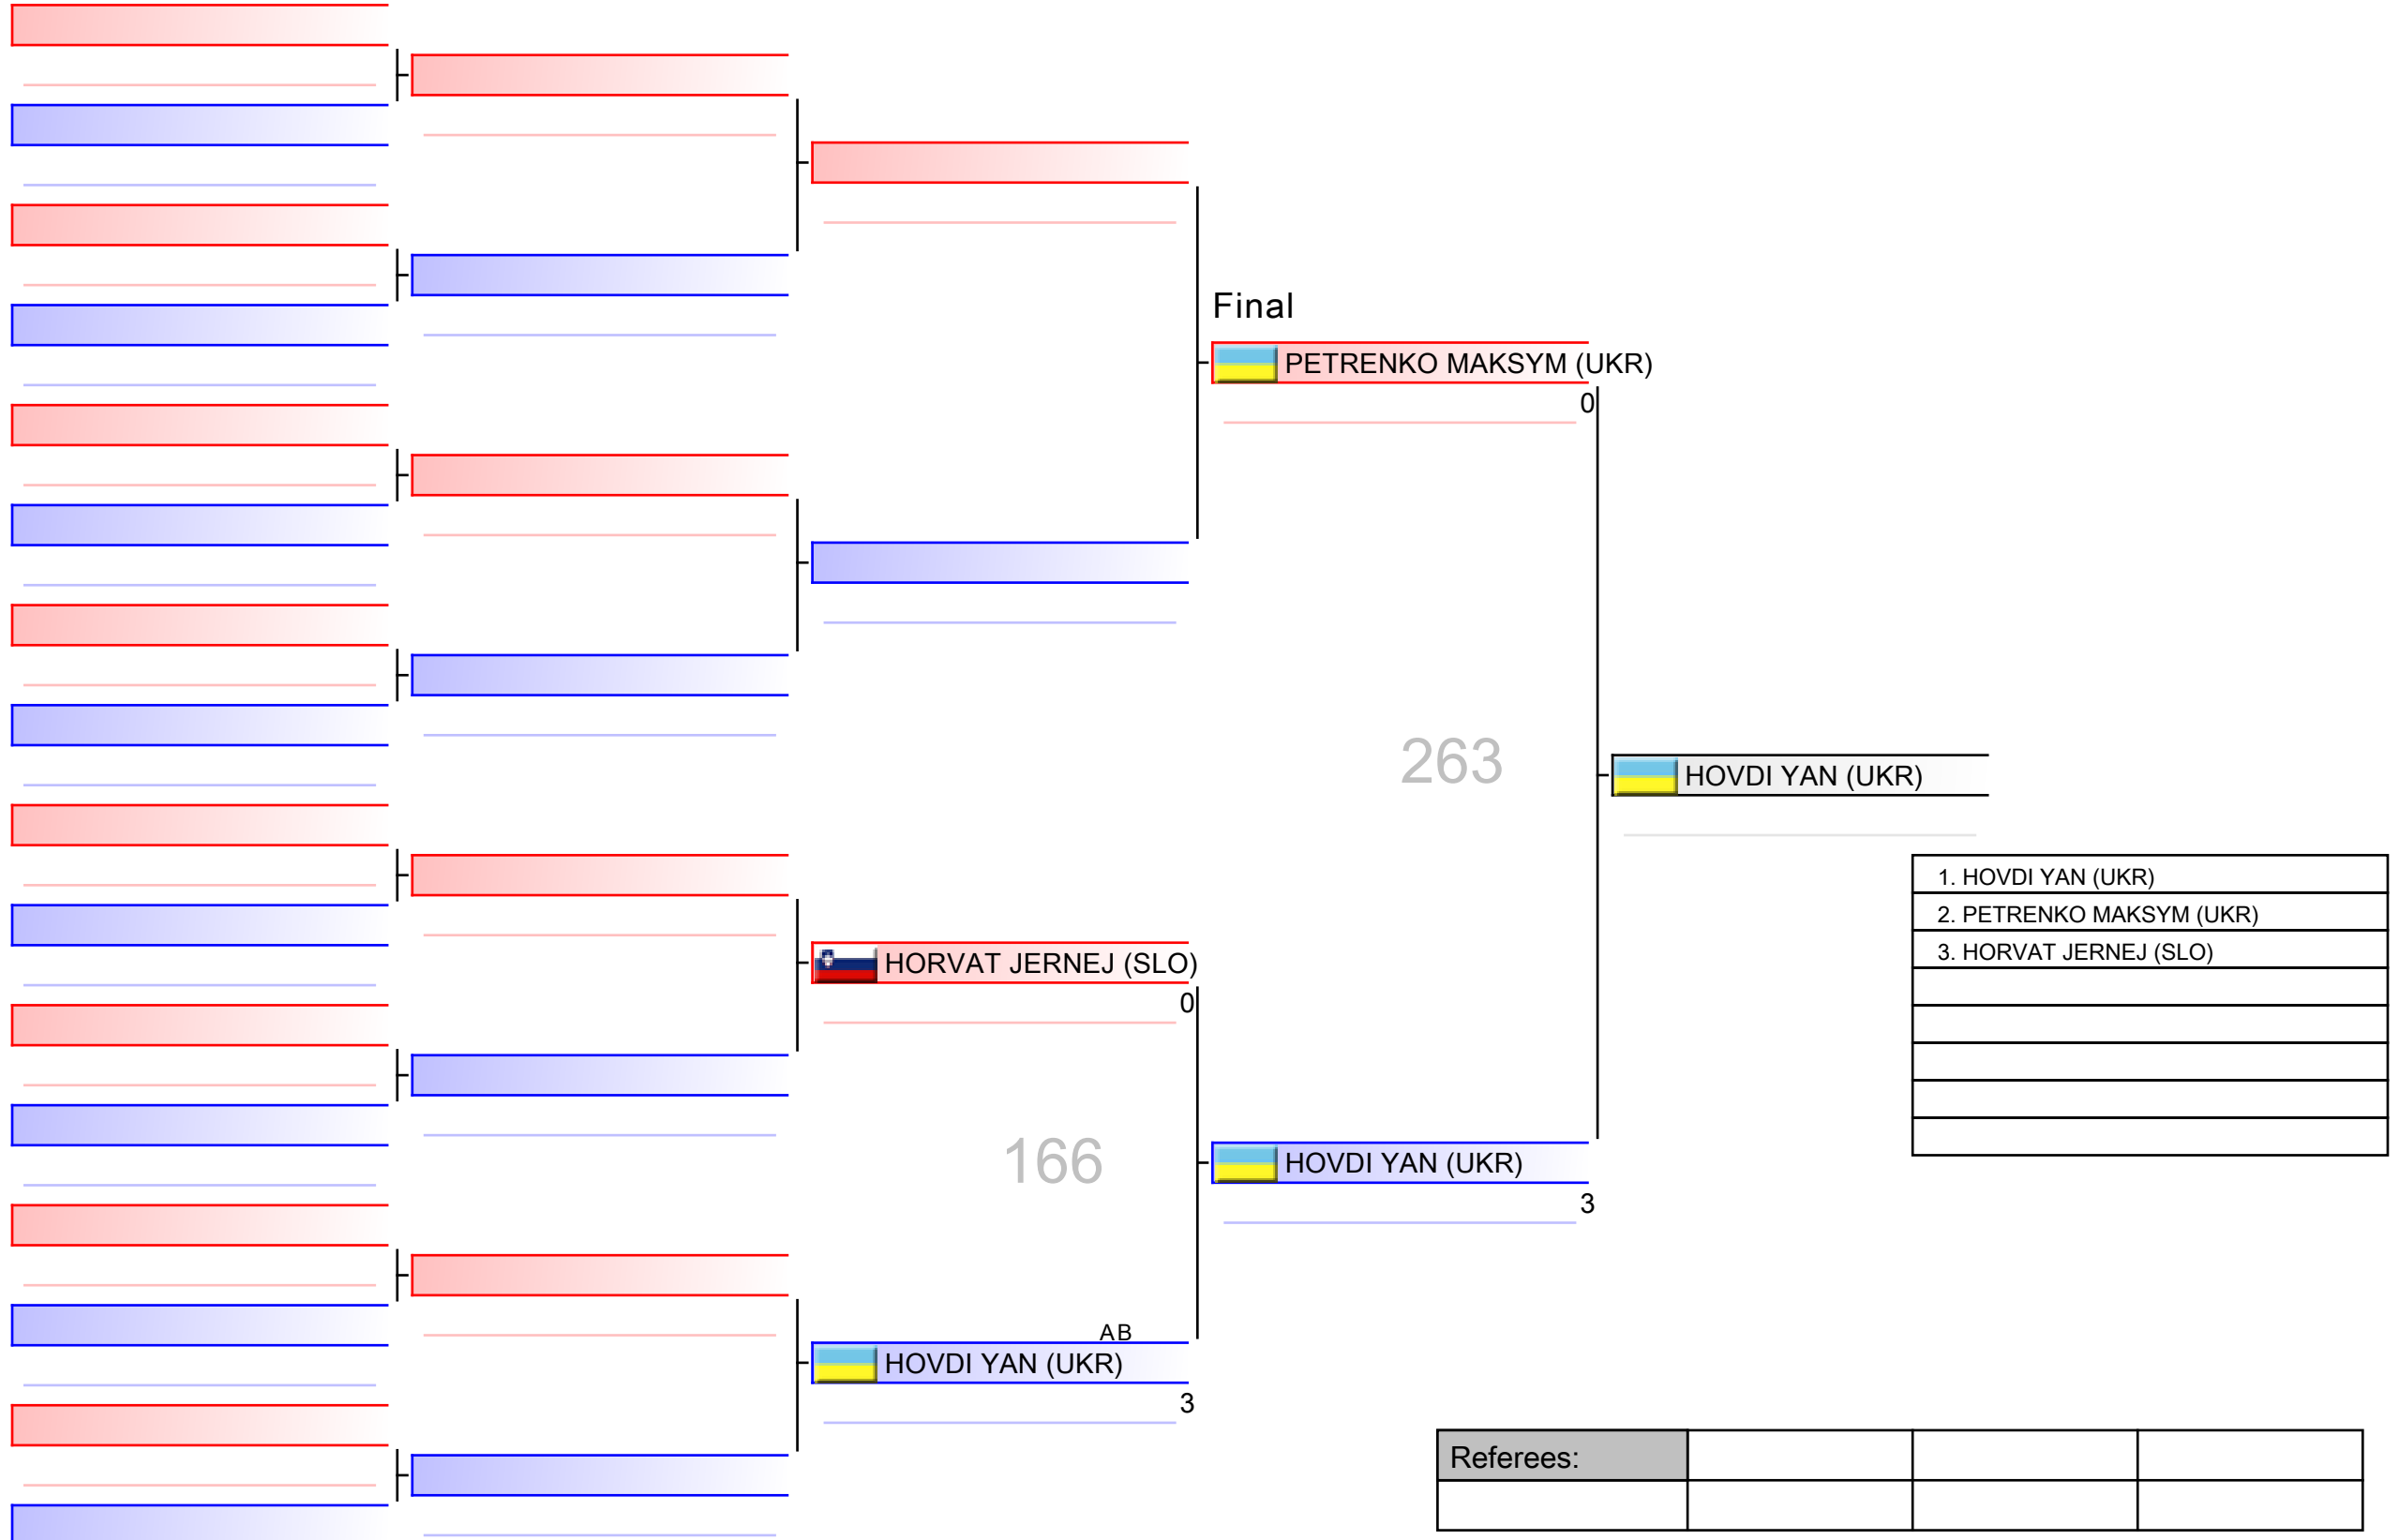 Final
PETRENKO MAKSYM (UKR)
0
263
HOVDI YAN (UKR)
1. HOVDI YAN (UKR)
2. PETRENKO MAKSYM (UKR)
3. HORVAT JERNEJ (SLO)
HORVAT JERNEJ (SLO)
0
166
HOVDI YAN (UKR)
3
AB
HOVDI YAN (UKR)
3
Referees: